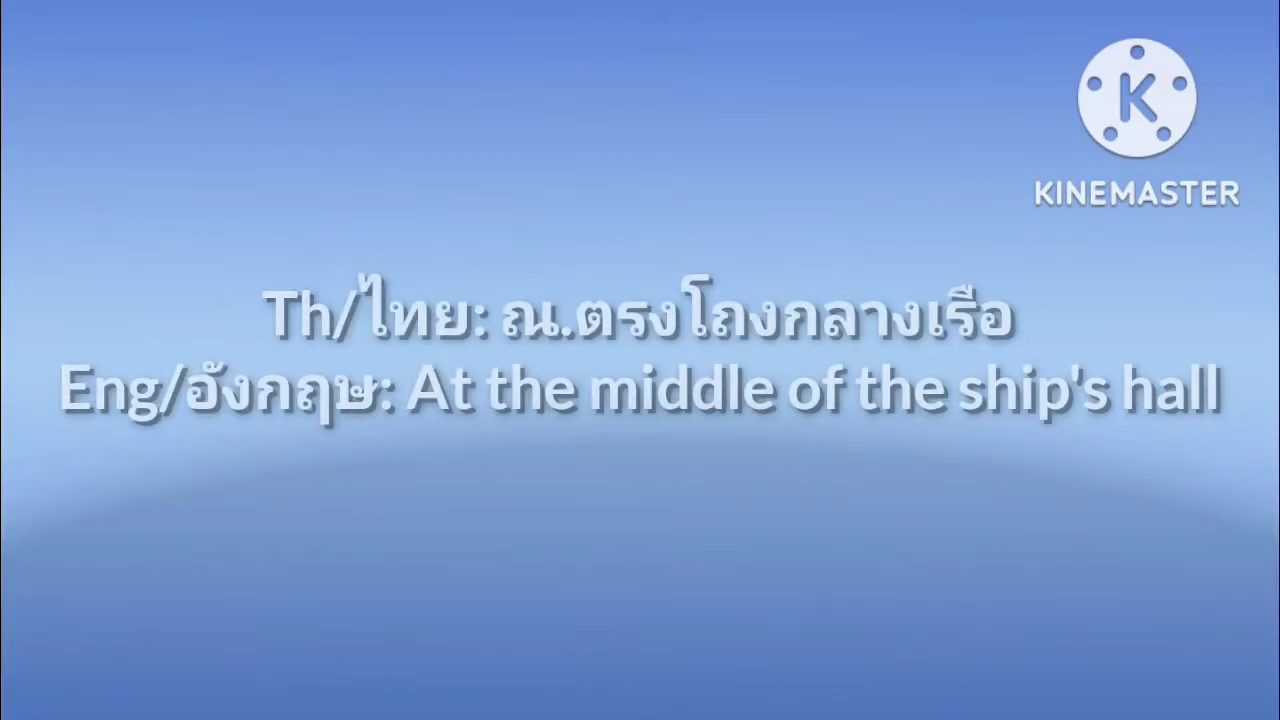 K
KINEMASTER
Th/ไทย: ณ.ตรงโถงกลางเรือ
Eng/อังกฤษ: At the middle of the ship's hall